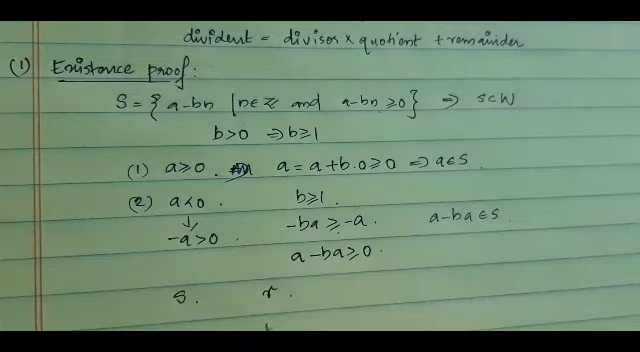 divident = divisor × quotient + remainder
(1) Existance proof:
S = { a-bn | n∈ℤ and a-bn ≥0} ⇒ S⊂W
b>0 ⇒ b≥1
(1) a≥0. a = a+b.0 ≥0 ⇒ a∈S.
(2) a<0. b≥1.
↓
-a>0. -ba ≥ -a. a-ba ∈ S.
a-ba ≥0.
S. r.